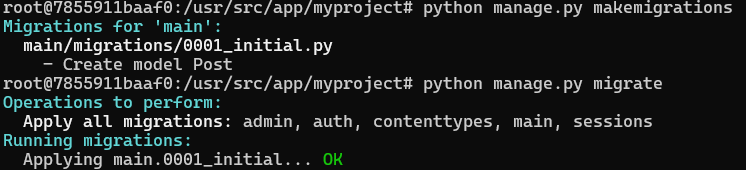 root@7855911baaf0:/usr/src/app/myproject# python manage.py makemigrations
Migrations for 'main':
  main/migrations/0001_initial.py
    - Create model Post
root@7855911baaf0:/usr/src/app/myproject# python manage.py migrate
Operations to perform:
  Apply all migrations: admin, auth, contenttypes, main, sessions
Running migrations:
  Applying main.0001_initial... OK